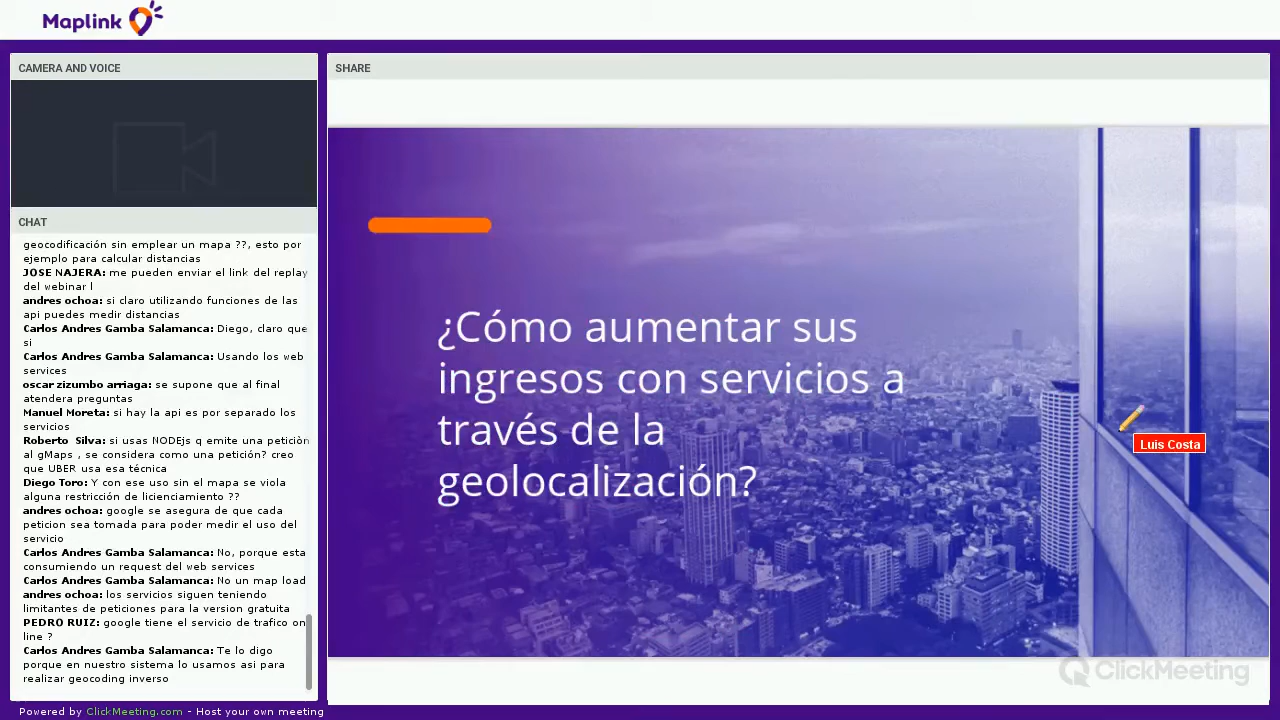 Maplink
CAMERA AND VOICE
CHAT
geocodificación sin emplear un mapa ??, esto por
ejemplo para calcular distancias
JOSE NAJERA: me pueden enviar el link del replay
del webinar l
andres ochoa: si claro utilizando funciones de las
api puedes medir distancias
Carlos Andres Gamba Salamanca: Diego, claro que
si
Carlos Andres Gamba Salamanca: Usando los web
services
oscar zizumbo arriaga: se supone que al final
atendera preguntas
Manuel Moreta: si hay la api es por separado los
servicios
Roberto Silva: si usas NODEjs q emite una petición
al gMaps , se considera como una petición? creo
que UBER usa esa técnica
Diego Toro: Y con ese uso sin el mapa se viola
alguna restricción de licienciamiento ??
andres ochoa: google se asegura de que cada
peticion sea tomada para poder medir el uso del
servicio
Carlos Andres Gamba Salamanca: No, porque esta
consumiendo un request del web services
Carlos Andres Gamba Salamanca: No un map load
andres ochoa: los servicios siguen teniendo
limitantes de peticiones para la version gratuita
PEDRO RUIZ: google tiene el servicio de trafico on
line ?
Carlos Andres Gamba Salamanca: Te lo digo
porque en nuestro sistema lo usamos asi para
realizar geocoding inverso
Powered by ClickMeeting.com - Host your own meeting
SHARE
¿Cómo aumentar sus
ingresos con servicios a
través de la
geolocalización?
Luis Costa
ClickMeeting